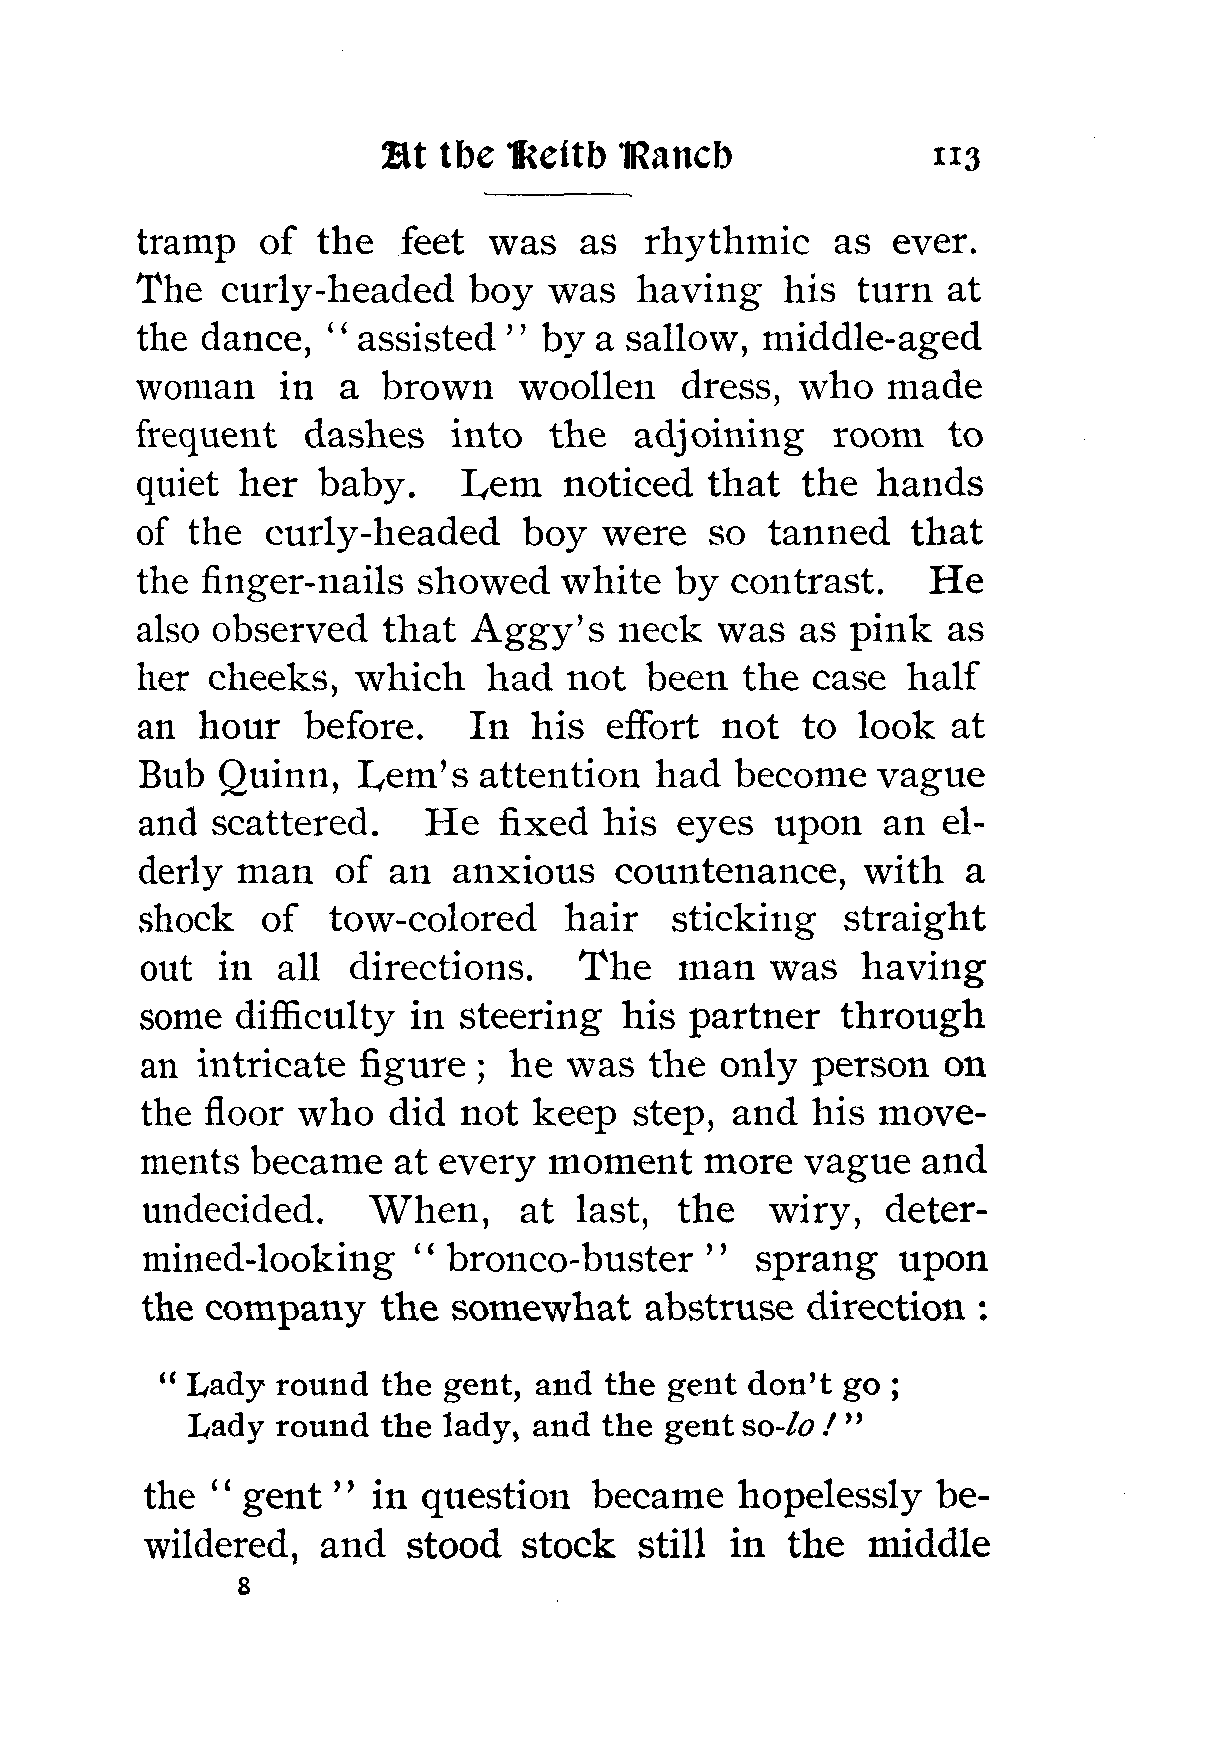 At the Keith Ranch 113
tramp of the feet was as rhythmic as ever.
The curly-headed boy was having his turn at
the dance, "assisted" by a sallow, middle-aged
woman in a brown woollen dress, who made
frequent dashes into the adjoining room to
quiet her baby. Lem noticed that the hands
of the curly-headed boy were so tanned that
the finger-nails showed white by contrast. He
also observed that Aggy's neck was as pink as
her cheeks, which had not been the case half
an hour before. In his effort not to look at
Bub Quinn, Lem's attention had become vague
and scattered. He fixed his eyes upon an el-
derly man of an anxious countenance, with a
shock of tow-colored hair sticking straight
out in all directions. The man was having
some difficulty in steering his partner through
an intricate figure; he was the only person on
the floor who did not keep step, and his move-
ments became at every moment more vague and
undecided. When, at last, the wiry, deter-
mined-looking "bronco-buster" sprang upon
the company the somewhat abstruse direction:
"Lady round the gent, and the gent don't go;
Lady round the lady, and the gent so-lo!"
the "gent" in question became hopelessly be-
wildered, and stood stock still in the middle
8